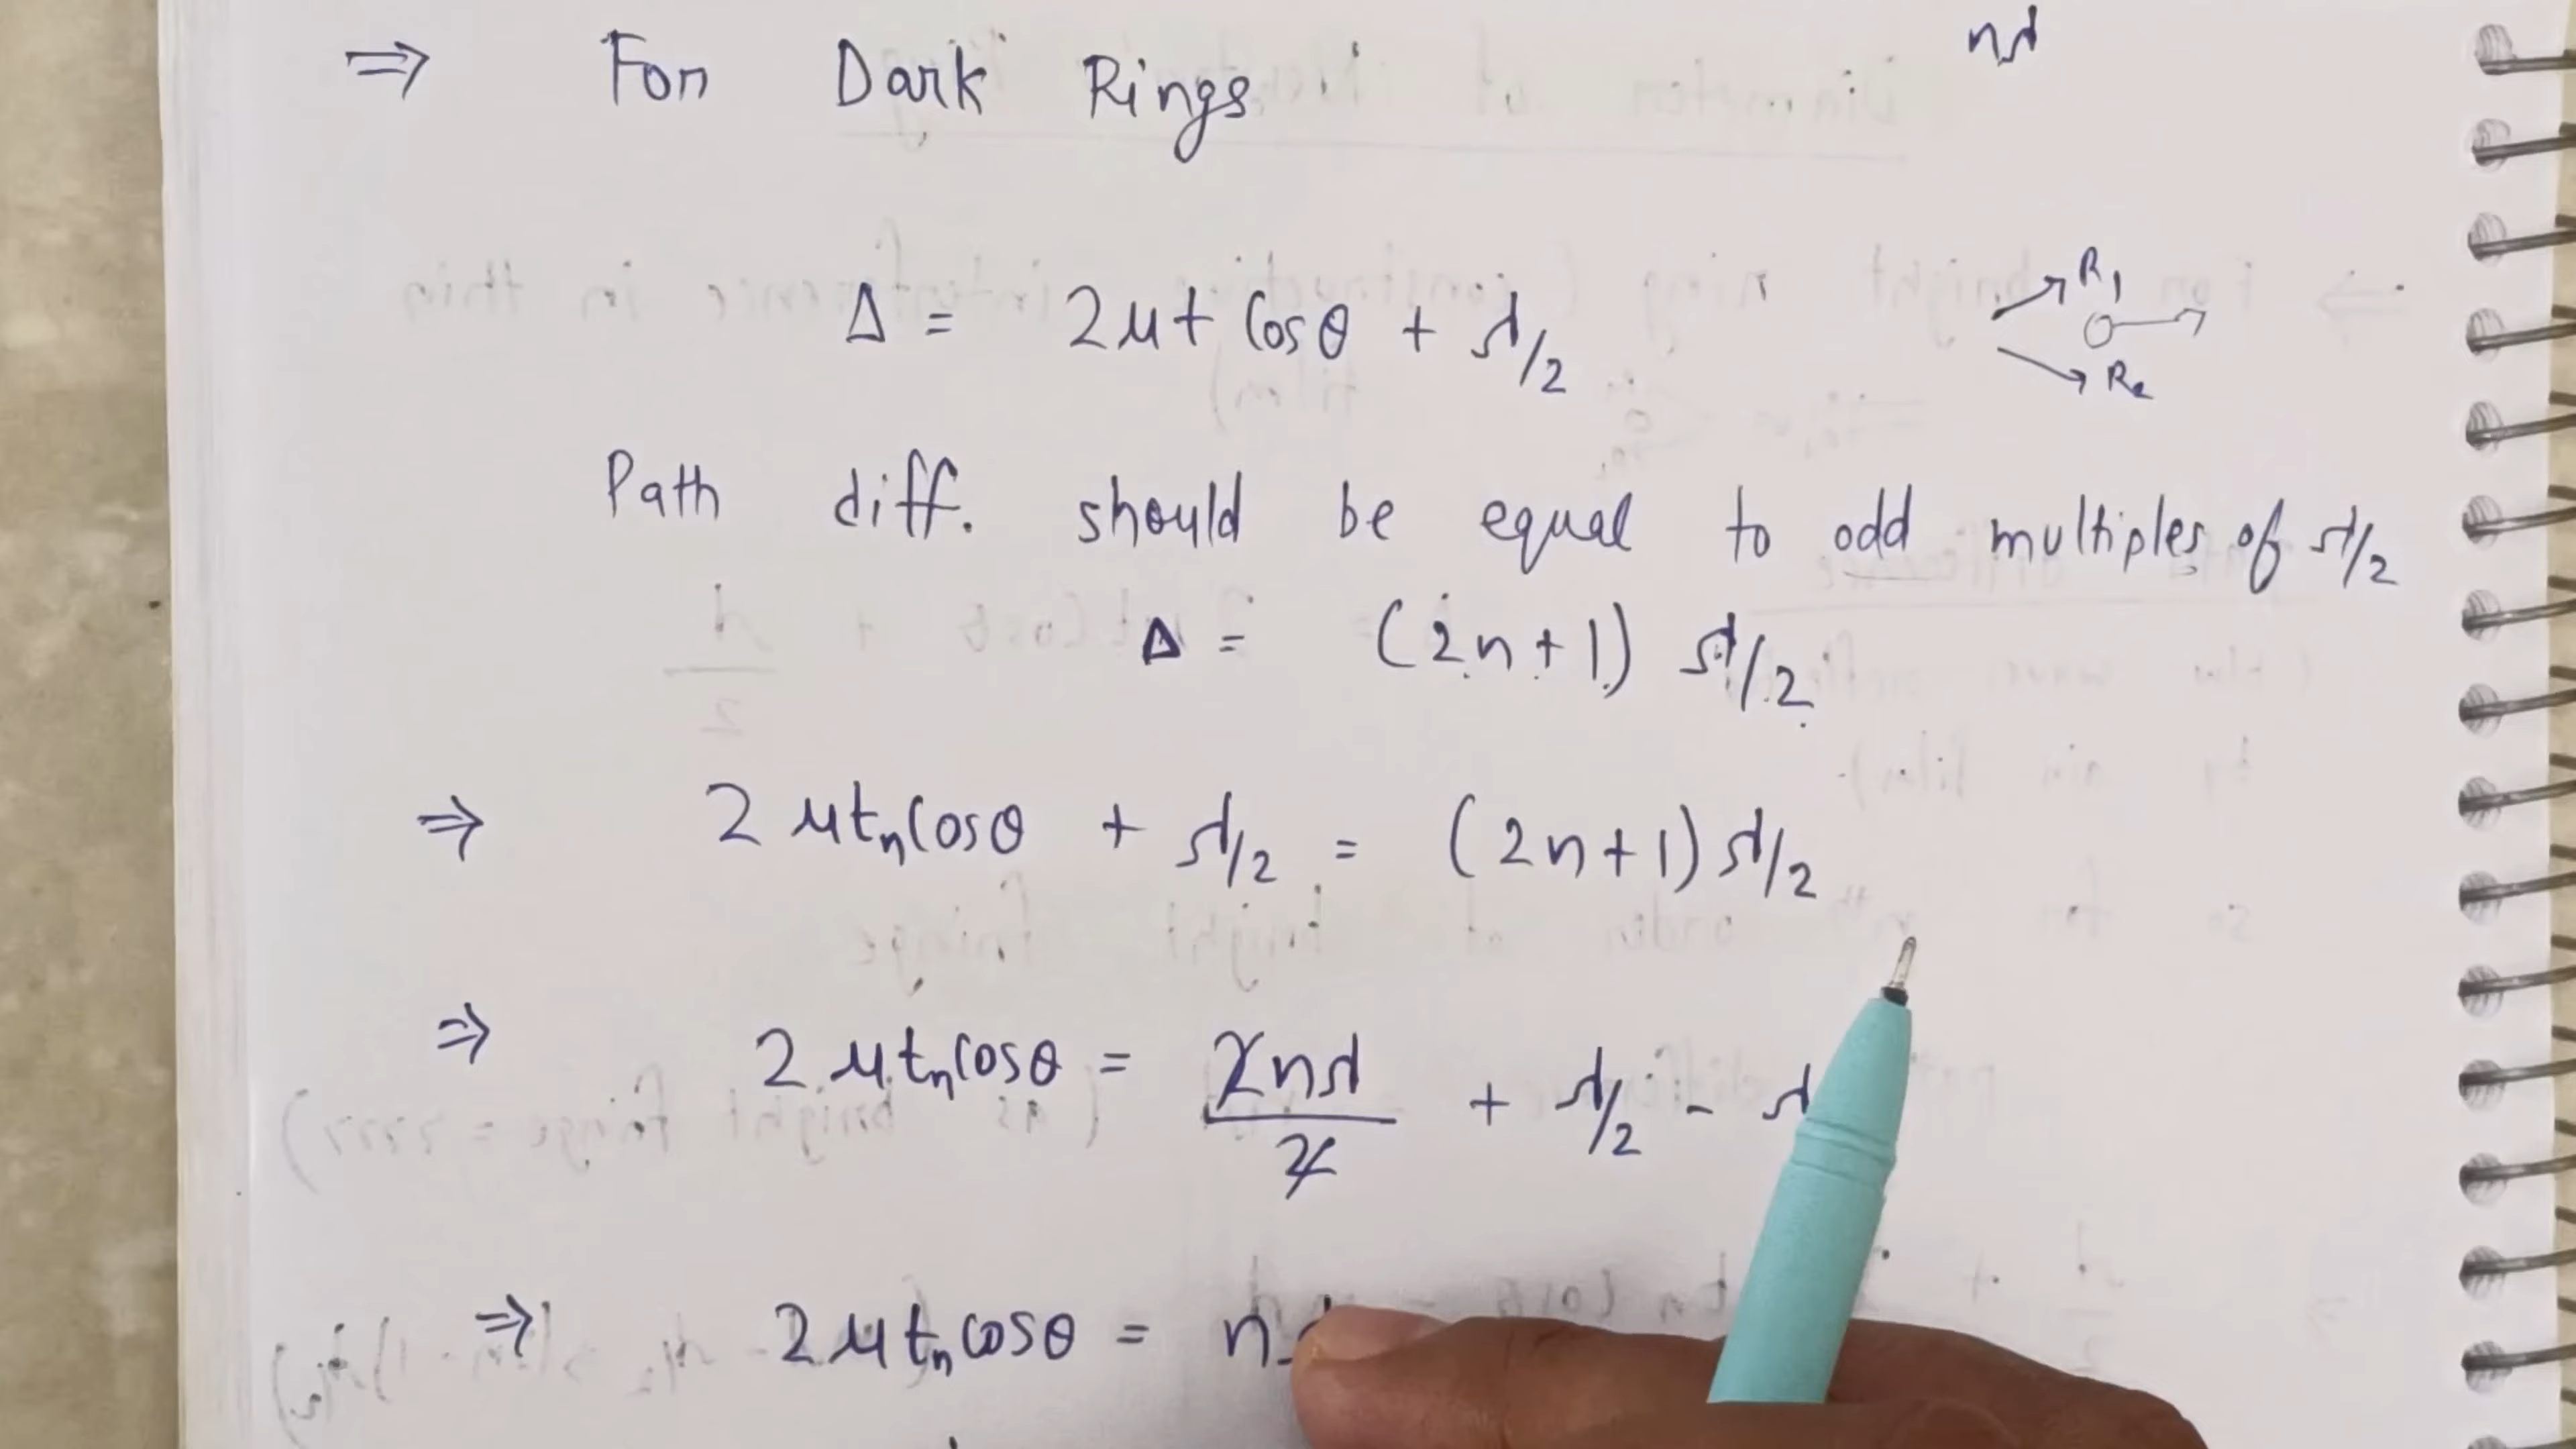 nλ
⇒ For Dark Rings
Δ = 2μt Cosθ + λ/2
R1
R2
Path diff. should be equal to odd multiples of λ/2
Δ = (2n+1) λ/2
⇒ 2μtnCosθ + λ/2 = (2n+1)λ/2
⇒ 2μtnCosθ = 2nλ/2 + λ/2 - λ
⇒ 2μtncosθ = nλ